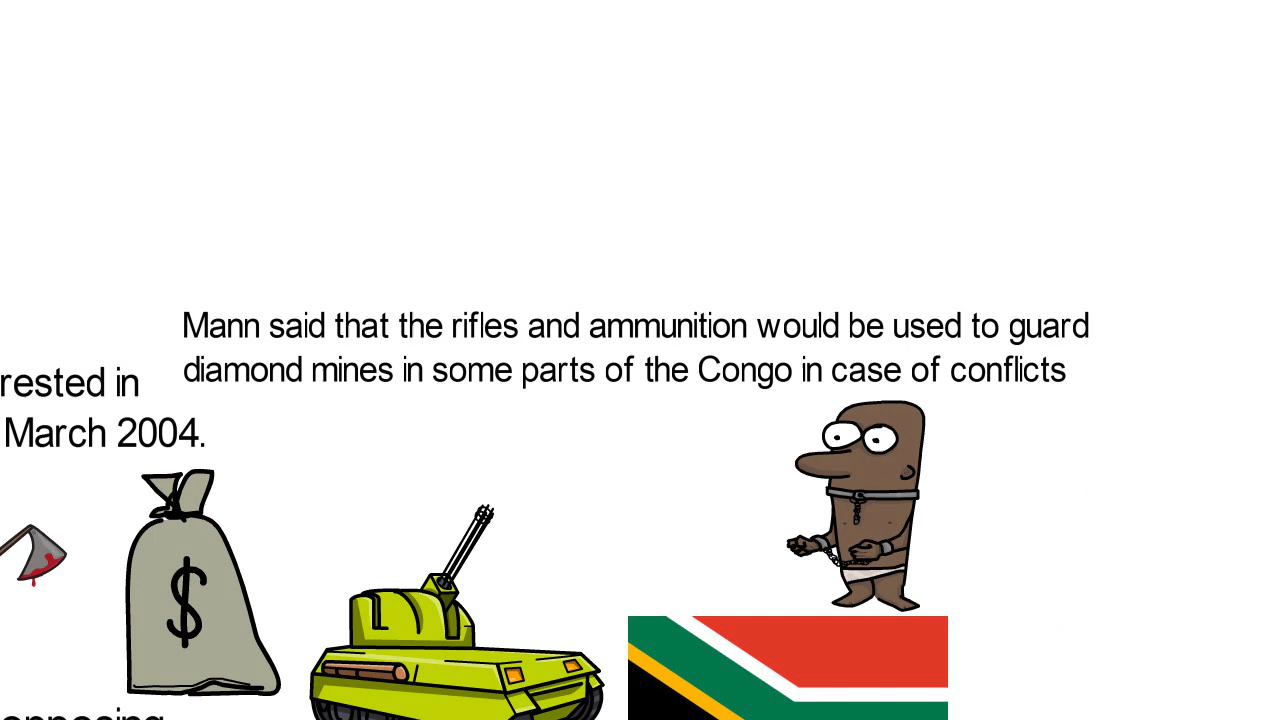 Mann said that the rifles and ammunition would be used to guard
diamond mines in some parts of the Congo in case of conflicts
rested in
March 2004.
$
opposing